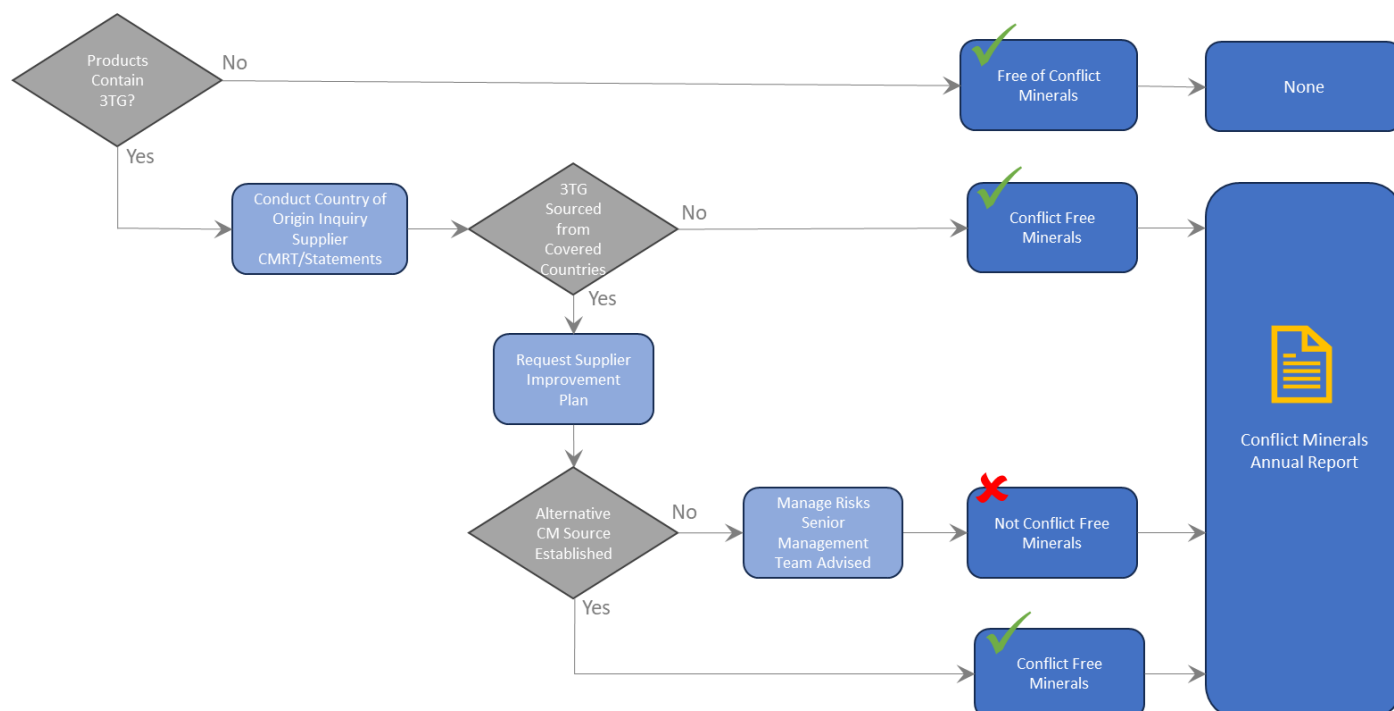 Products
Contain
3TG?
No
Free of Conflict
Minerals
None
Yes
Conduct Country of
Origin Inquiry
Supplier
CMRT/Statements
3TG
Sourced
from
Covered
Countries
No
Conflict Free
Minerals
Yes
Request Supplier
Improvement
Plan
Conflict Minerals
Annual Report
Alternative
CM Source
Established
No
Manage Risks
Senior
Management
Team Advised
Not Conflict Free
Minerals
Yes
Conflict Free
Minerals